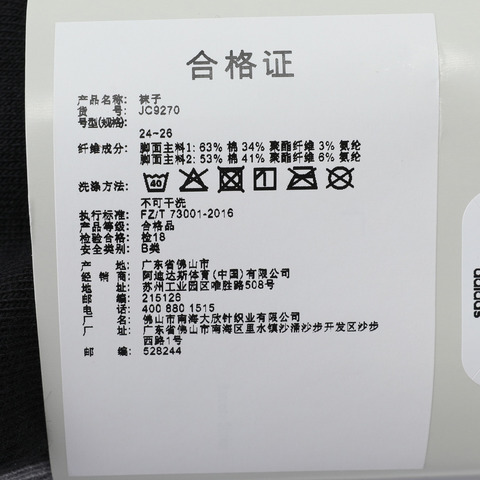 合格证
产品名称: 袜子
货 号: JC9270
号型(规格):
24~26
纤维成分: 脚面主料1: 63% 棉 34% 聚酯纤维 3% 氨纶
脚面主料2: 53% 棉 41% 聚酯纤维 6% 氨纶
洗涤方法: 40
不可干洗
执行标准: FZ/T 73001-2016
产品等级: 合格品
检验合格: 检18
安全类别: B类
产 地: 广东省佛山市
经 销 商: 阿迪达斯体育(中国)有限公司
地 址: 苏州工业园区唯胜路508号
邮 编: 215126
电 话: 400 880 1515
厂 名: 佛山市南海大欣针织业有限公司
厂 址: 广东省佛山市南海区里水镇沙涌沙步开发区沙步
西路1号
邮 编: 528244
adidas